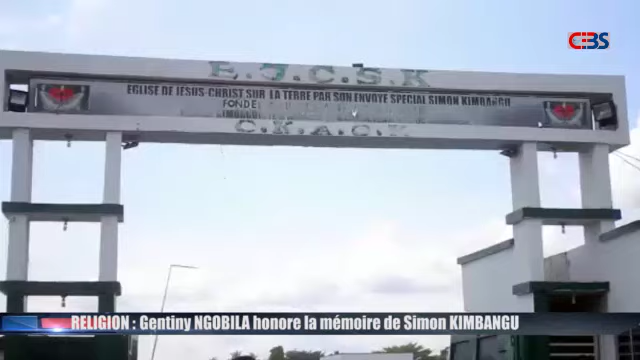 CEBS
E.J.C.S.K
EGLISE DE JESUS-CHRIST SUR LA TERRE PAR SON ENVOYE SPECIAL SIMON KIMBANGU
FONDE
C.K.A.C.K
RELIGION : Gentiny NGOBILA honore la mémoire de Simon KIMBANGU